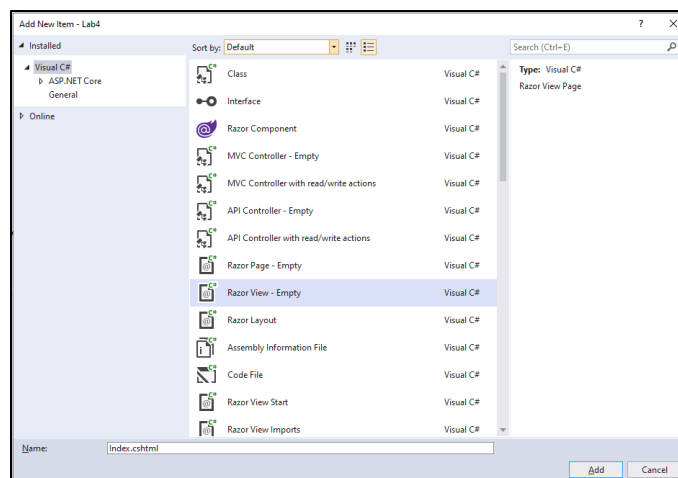 Add New Item - Lab4 ? X
Installed
Sort by: Default
Search (Ctrl+E)
Visual C#
ASP.NET Core
General
Online
Class Visual C#
Interface Visual C#
Razor Component Visual C#
MVC Controller - Empty Visual C#
MVC Controller with read/write actions Visual C#
API Controller - Empty Visual C#
API Controller with read/write actions Visual C#
Razor Page - Empty Visual C#
Razor View - Empty Visual C#
Razor Layout Visual C#
Assembly Information File Visual C#
Code File Visual C#
Razor View Start Visual C#
Razor View Imports Visual C#
Type: Visual C#
Razor View Page
Name: Index.cshtml
Add Cancel